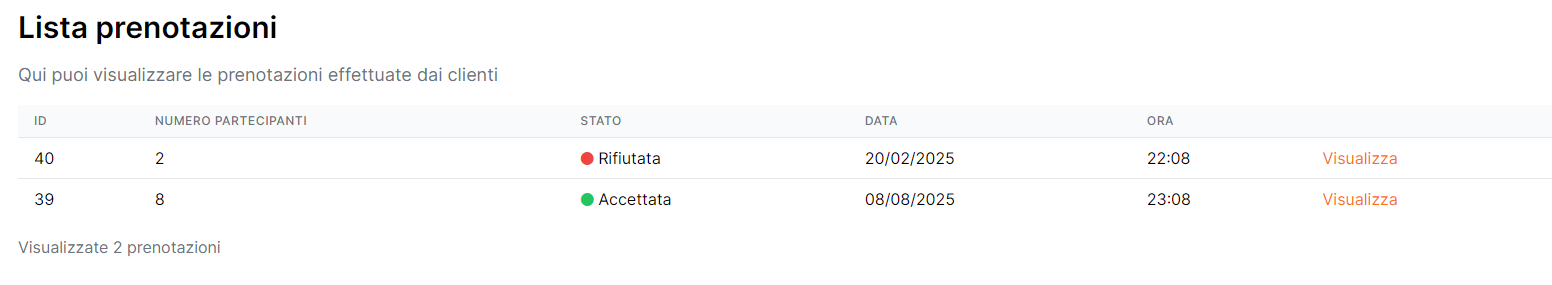 Lista prenotazioni
Qui puoi visualizzare le prenotazioni effettuate dai clienti
ID NUMERO PARTECIPANTI STATO DATA ORA
40 2 Rifiutata 20/02/2025 22:08 Visualizza
39 8 Accettata 08/08/2025 23:08 Visualizza
Visualizzate 2 prenotazioni